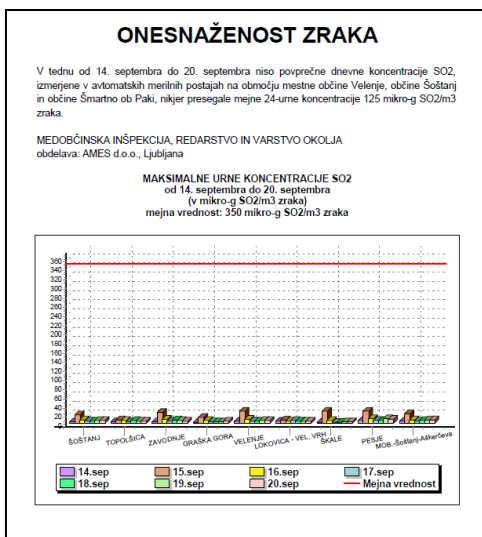 ONESNAŽENOST ZRAKA
V tednu od 14. septembra do 20. septembra niso povprečne dnevne koncentracije SO2,
izmerjene v avtomatskih merilnih postajah na območju mestne občine Velenje, občine Šoštanj
in občine Šmartno ob Paki, nikjer presegale mejne 24-urne koncentracije 125 mikro-g SO2/m3
zraka.
MEDOBČINSKA INŠPEKCIJA, REDARSTVO IN VARSTVO OKOLJA
obdelava: AMES d.o.o., Ljubljana
MAKSIMALNE URNE KONCENTRACIJE SO2
od 14. septembra do 20. septembra
(v mikro-g SO2/m3 zraka)
mejna vrednost: 350 mikro-g SO2/m3 zraka
360
340
320
300
280
260
240
220
200
180
160
140
120
100
80
60
40
20
0
ŠOŠTANJ
TOPOLŠICA
ZAVODNJE
GRAŠKA GORA
VELENJE
LOKOVICA - VEL. VRH
ŠKALE
PESJE
MOB.-Šoštanj-Aškerčeva
14.sep 15.sep 16.sep 17.sep
18.sep 19.sep 20.sep Mejna vrednost